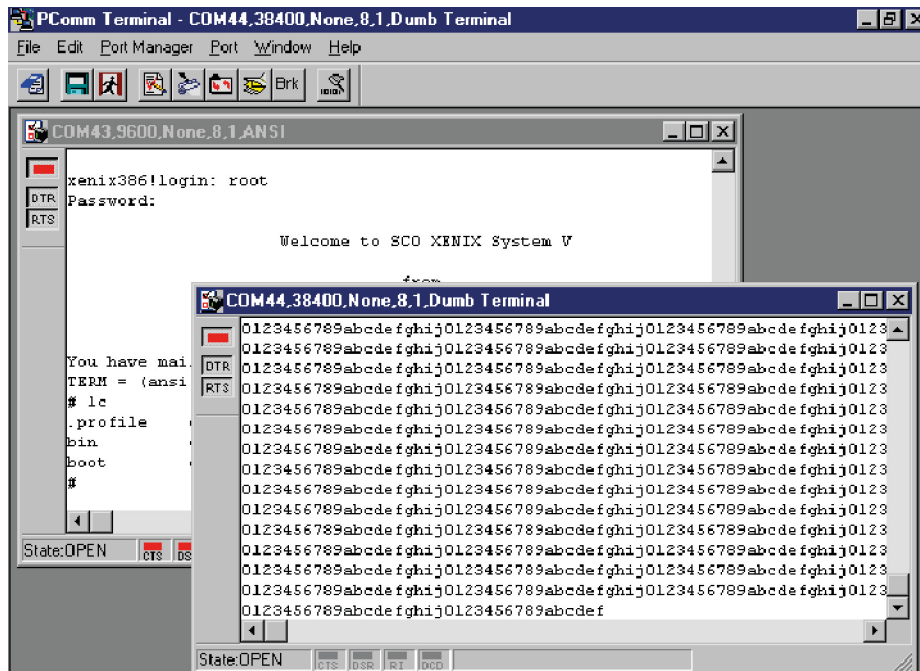 PComm Terminal - COM44,38400,None,8,1,Dumb Terminal
File Edit Port Manager Port Window Help
Brk
COM43,9600,None,8,1,ANSI
DTR
RTS
xenix386!login: root
Password:
Welcome to SCO XENIX System V
from
You have mai
TERM = (ansi
# lc
.profile
bin
boot
#
State:OPEN CTS DS
COM44,38400,None,8,1,Dumb Terminal
DTR
RTS
0123456789abcdefghij0123456789abcdefghij0123456789abcdefghij0123
0123456789abcdefghij0123456789abcdefghij0123456789abcdefghij0123
0123456789abcdefghij0123456789abcdefghij0123456789abcdefghij0123
0123456789abcdefghij0123456789abcdefghij0123456789abcdefghij0123
0123456789abcdefghij0123456789abcdefghij0123456789abcdefghij0123
0123456789abcdefghij0123456789abcdefghij0123456789abcdefghij0123
0123456789abcdefghij0123456789abcdefghij0123456789abcdefghij0123
0123456789abcdefghij0123456789abcdefghij0123456789abcdefghij0123
0123456789abcdefghij0123456789abcdefghij0123456789abcdefghij0123
0123456789abcdefghij0123456789abcdefghij0123456789abcdefghij0123
0123456789abcdefghij0123456789abcdefghij0123456789abcdefghij0123
0123456789abcdefghij0123456789abcdefghij0123456789abcdefghij0123
0123456789abcdefghij0123456789abcdefghij0123456789abcdefghij0123
0123456789abcdefghij0123456789abcdefghij0123456789abcdefghij0123
0123456789abcdefghij0123456789abcdef
State:OPEN CTS DSR RI DCD